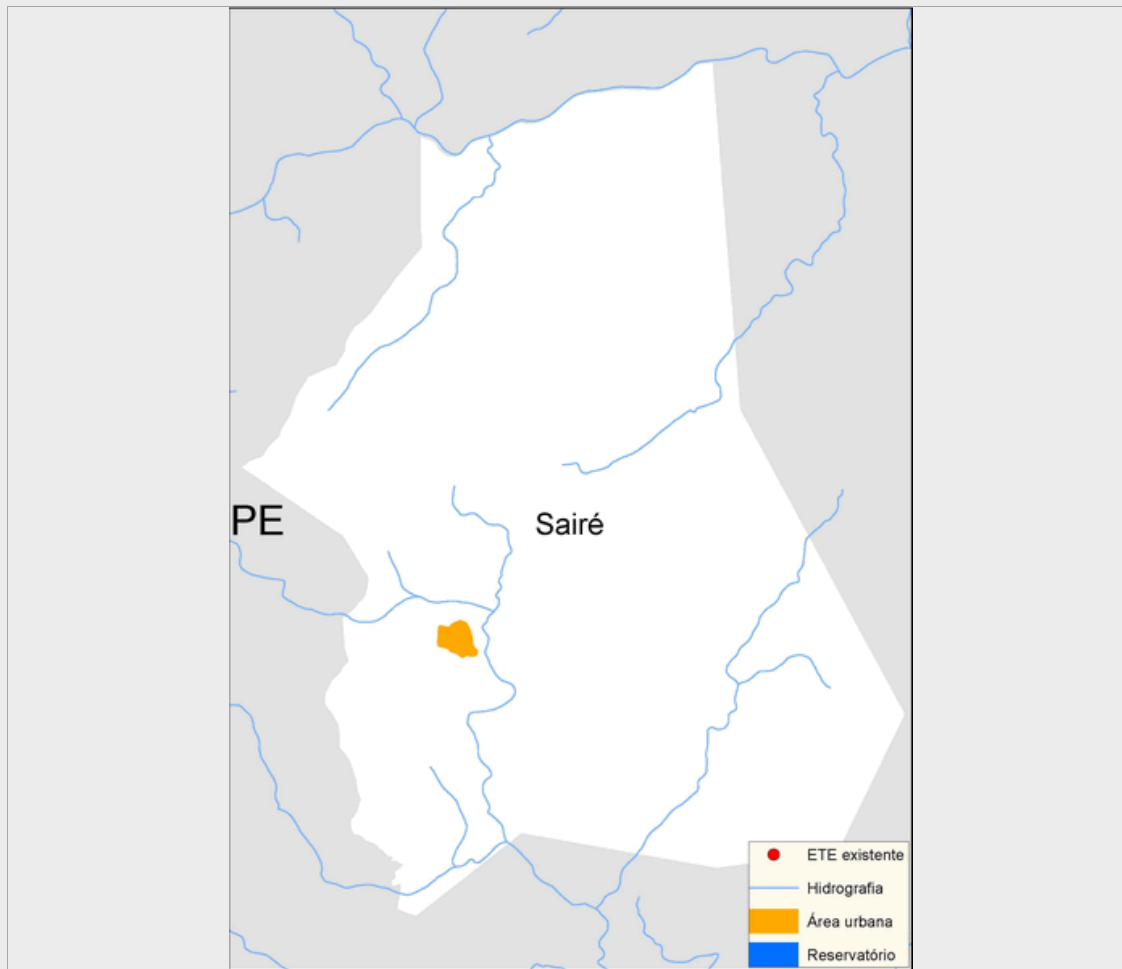 PE
Sairé
ETE existente
Hidrografia
Área urbana
Reservatório